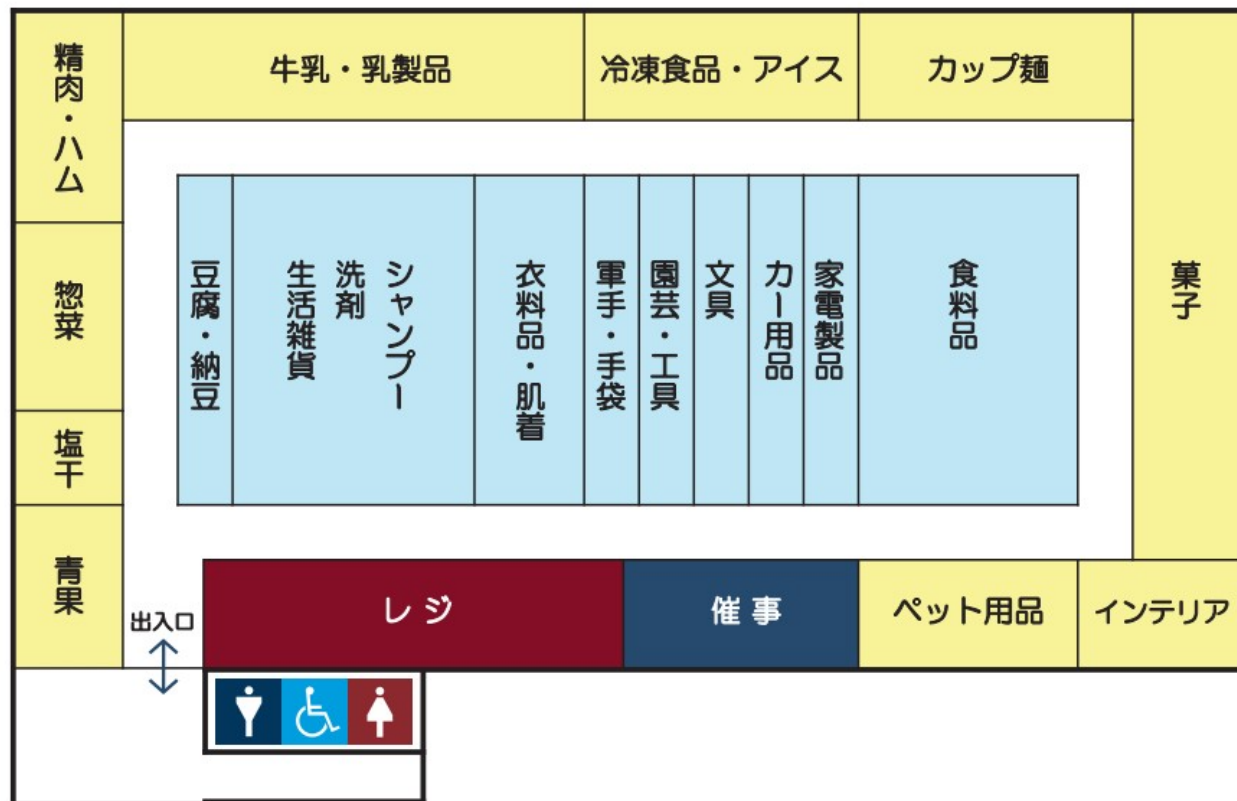 精肉・ハム
牛乳・乳製品
冷凍食品・アイス
カップ麺
菓子
惣菜
塩干
青果
豆腐・納豆
シャンプー
洗剤
生活雑貨
衣料品・肌着
軍手・手袋
園芸・工具
文具
カー用品
家電製品
食料品
出入口
レジ
催事
ペット用品
インテリア